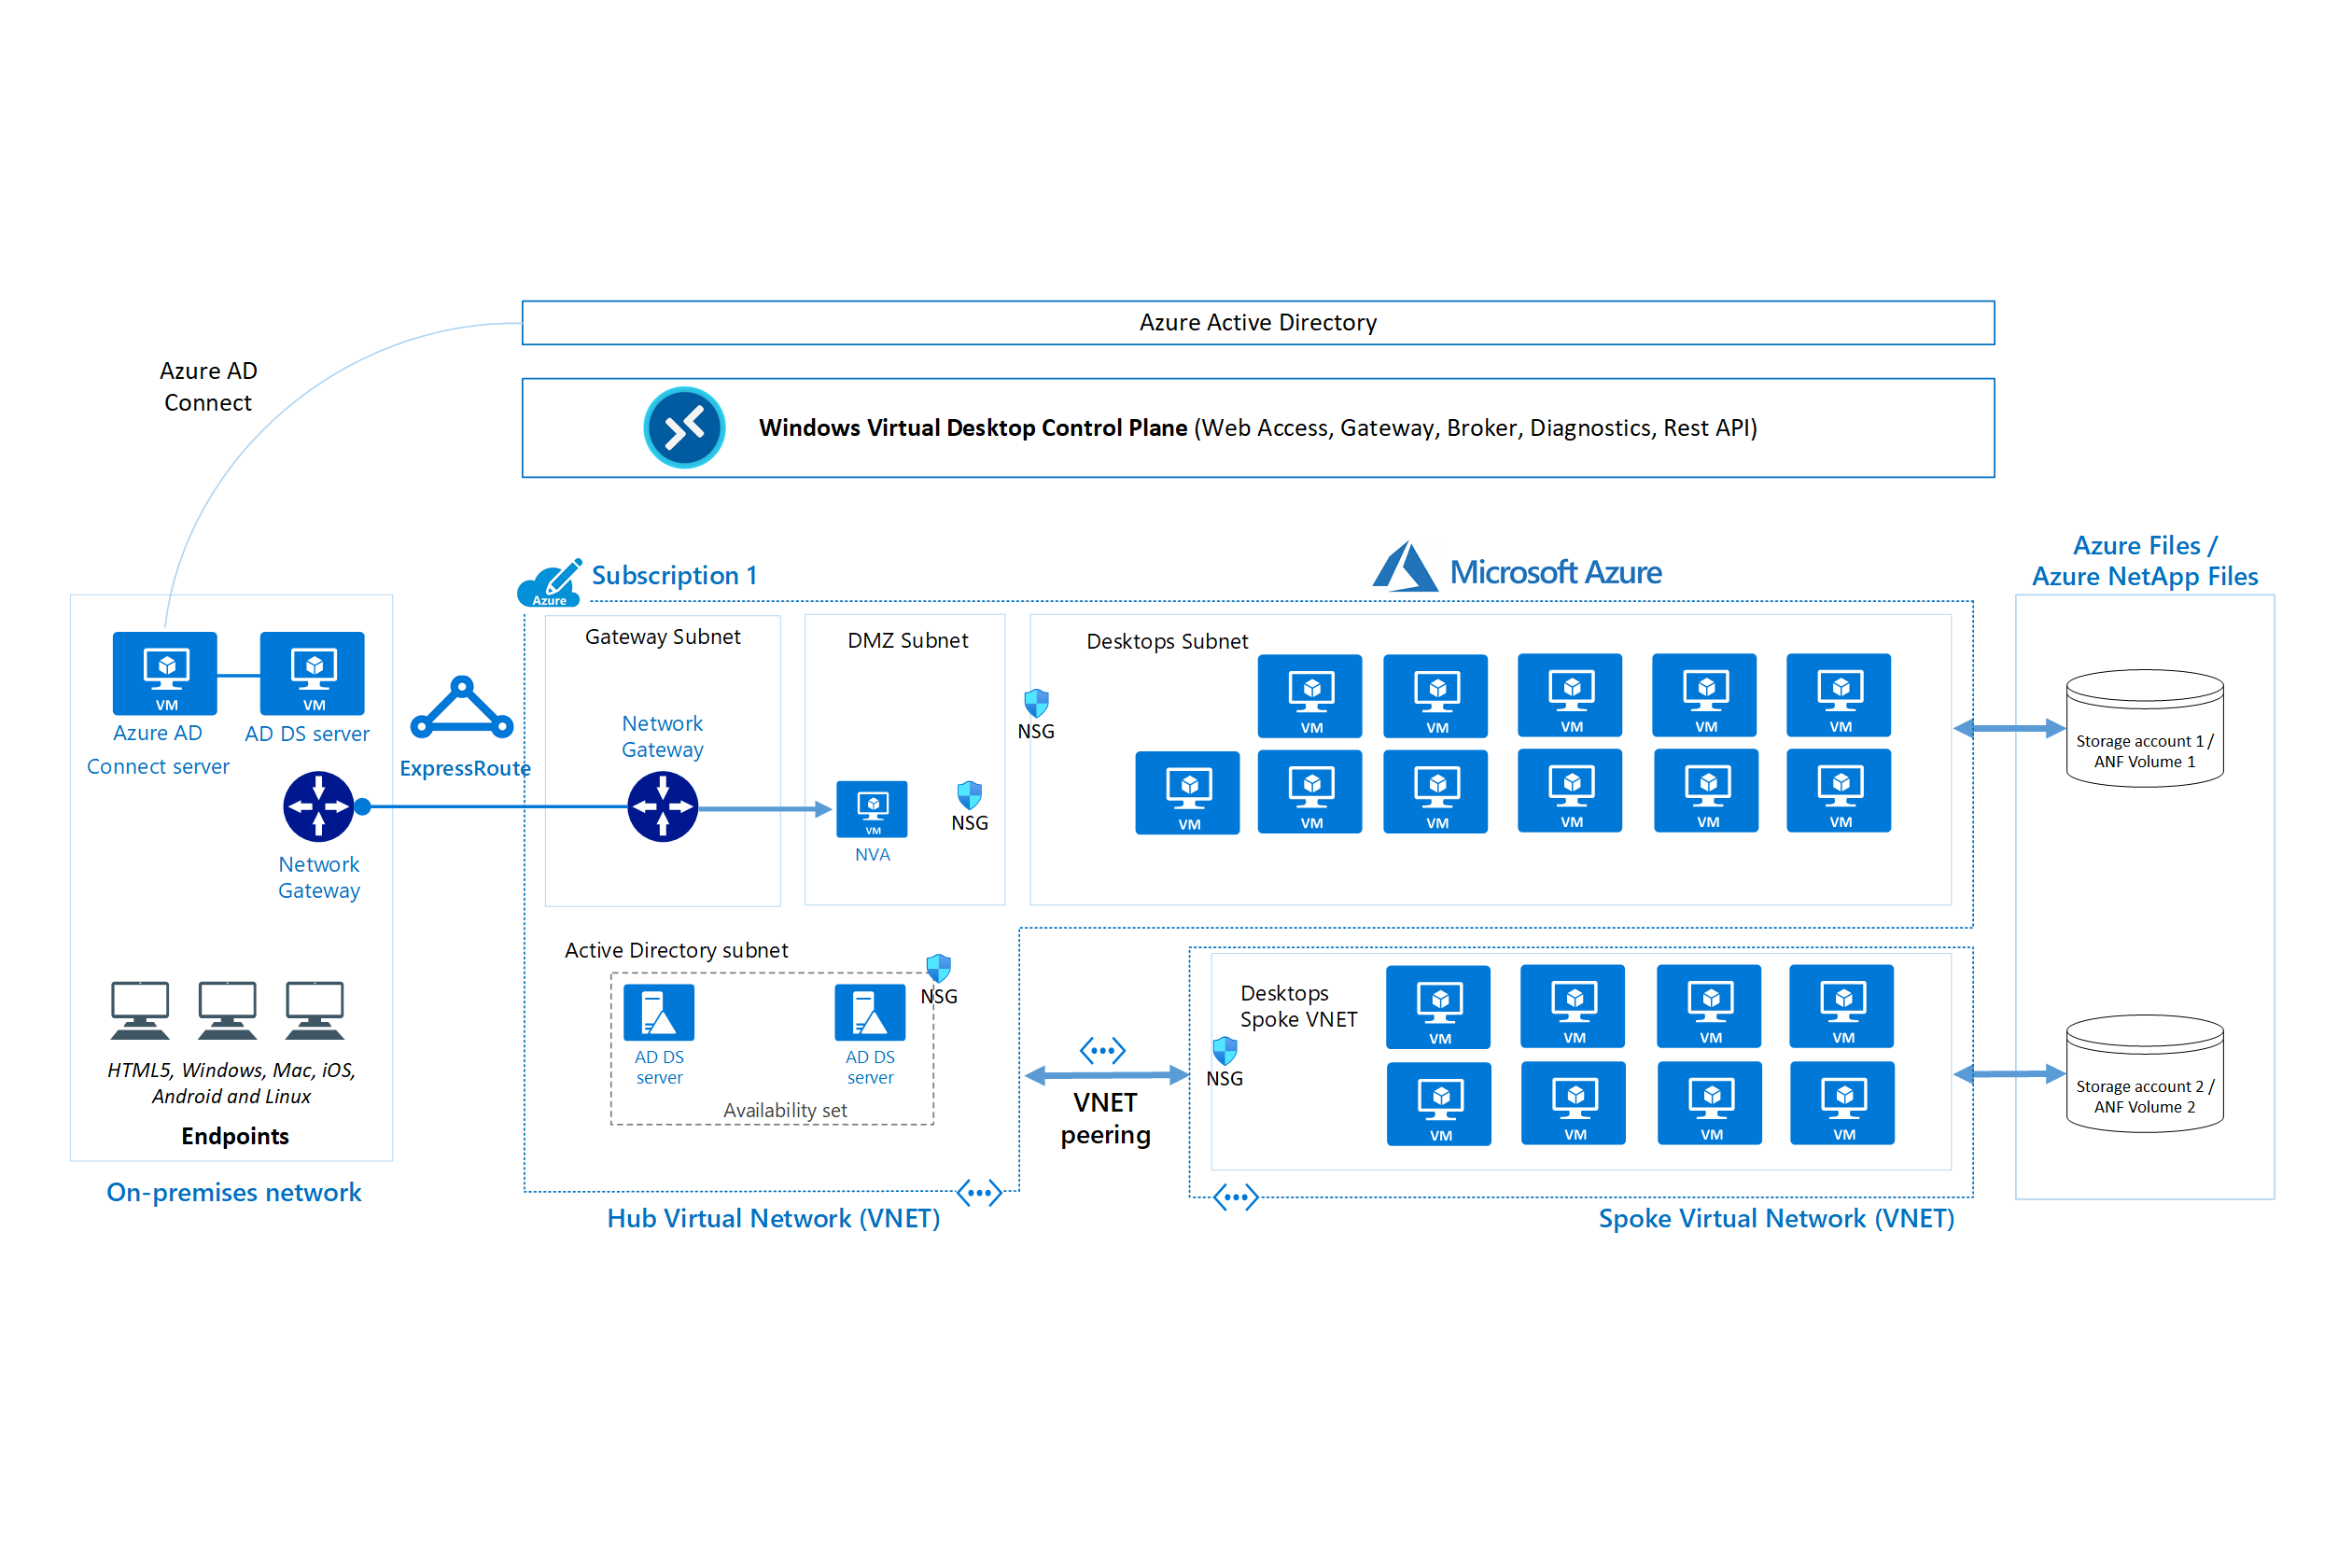 Azure Active Directory
Azure AD
Connect
Windows Virtual Desktop Control Plane (Web Access, Gateway, Broker, Diagnostics, Rest API)
Azure
Subscription 1
Microsoft Azure
Azure Files /
Azure NetApp Files
VM
VM
Azure AD
Connect server
AD DS server
ExpressRoute
Network
Gateway
HTML5, Windows, Mac, iOS,
Android and Linux
Endpoints
On-premises network
Gateway Subnet
Network
Gateway
DMZ Subnet
VM
NVA
NSG
NSG
Desktops Subnet
VM
VM
VM
VM
VM
VM
VM
VM
VM
VM
VM
Storage account 1 /
ANF Volume 1
Active Directory subnet
NSG
AD DS
server
AD DS
server
Availability set
Hub Virtual Network (VNET)
VNET
peering
Desktops
Spoke VNET
NSG
VM
VM
VM
VM
VM
VM
VM
VM
Spoke Virtual Network (VNET)
Storage account 2 /
ANF Volume 2